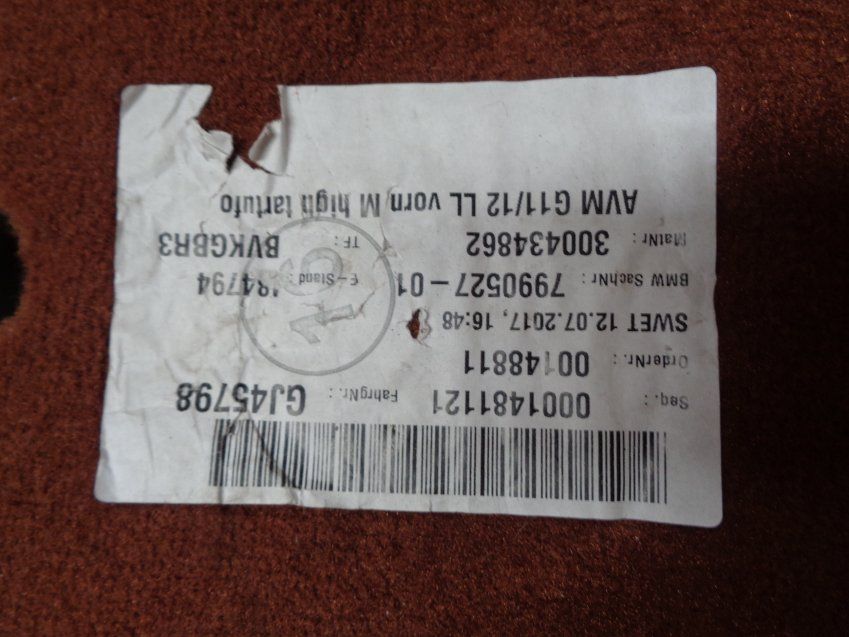 Seq.: 0001481121 FahrgNr.: GJ45798
OrderNr.: 00148811
SWET 12.07.2017, 16:48
BMW SachNr: 7990527-01 E-Stand: '84794
MatNr: 300434862 TF: BVKGBR3
AVM G11/12 LL vorn M high tartufo